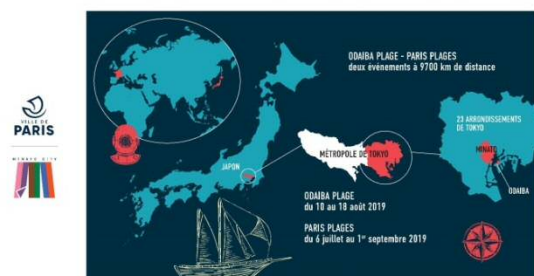 VILLE DE
PARIS
MINATO CITY
ODAIBA PLAGE - PARIS PLAGES
deux événements à 9700 km de distance
JAPON
MÉTROPOLE DE TOKYO
23 ARRONDISSEMENTS
DE TOKYO
MINATO
ODAIBA
ODAIBA PLAGE
du 10 au 18 août 2019
PARIS PLAGES
du 6 juillet au 1er septembre 2019